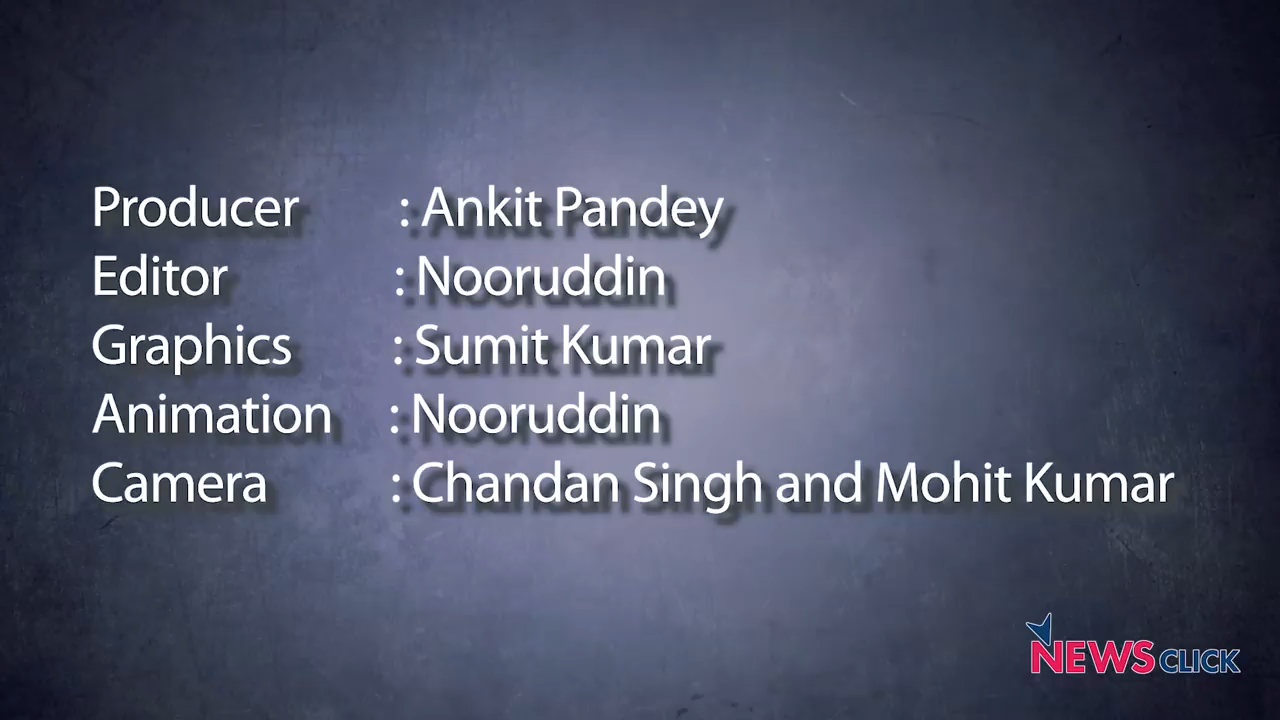 Producer : Ankit Pandey
Editor : Nooruddin
Graphics : Sumit Kumar
Animation : Nooruddin
Camera : Chandan Singh and Mohit Kumar
NEWSCLICK